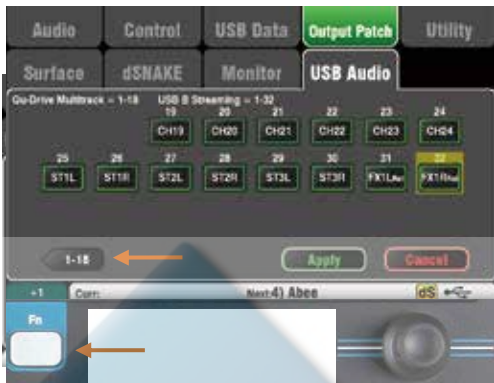 Audio Control USB Data Output Patch Utility
Surface dSNAKE Monitor USB Audio
Qu-Drive Multitrack = 1-18 USB B Streaming = 1-32
19 20 21 22 23 24
CH19 CH20 CH21 CH22 CH23 CH24
25 26 27 28 29 30 31 32
ST1L ST1R ST2L ST2R ST3L ST3R FX1LRet FX1RRet
1-18 Apply Cancel
+1 Curr: Next:4) Abee dS
Fn